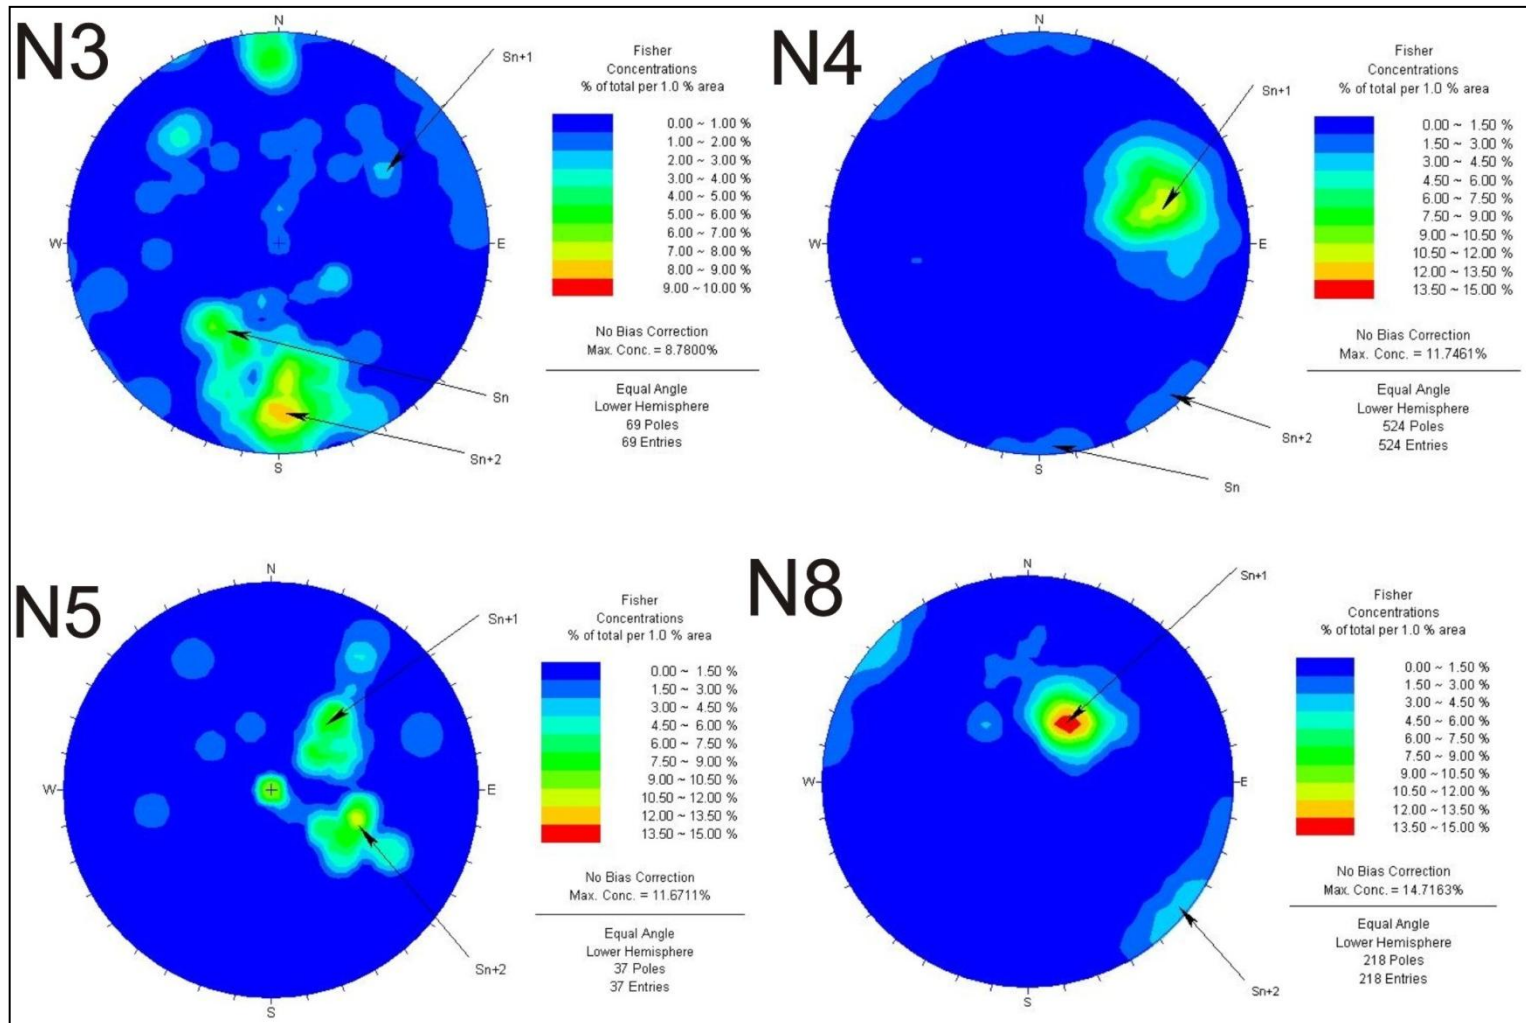 N3
N
W
E
S
Sn+1
Sn
Sn+2
Fisher
Concentrations
% of total per 1.0 % area
0.00 ~ 1.00 %
1.00 ~ 2.00 %
2.00 ~ 3.00 %
3.00 ~ 4.00 %
4.00 ~ 5.00 %
5.00 ~ 6.00 %
6.00 ~ 7.00 %
7.00 ~ 8.00 %
8.00 ~ 9.00 %
9.00 ~ 10.00 %
No Bias Correction
Max. Conc. = 8.7800%
Equal Angle
Lower Hemisphere
69 Poles
69 Entries
N4
N
W
E
S
Sn+1
Sn+2
Sn
Fisher
Concentrations
% of total per 1.0 % area
0.00 ~ 1.50 %
1.50 ~ 3.00 %
3.00 ~ 4.50 %
4.50 ~ 6.00 %
6.00 ~ 7.50 %
7.50 ~ 9.00 %
9.00 ~ 10.50 %
10.50 ~ 12.00 %
12.00 ~ 13.50 %
13.50 ~ 15.00 %
No Bias Correction
Max. Conc. = 11.7461%
Equal Angle
Lower Hemisphere
524 Poles
524 Entries
N5
N
W
E
S
Sn+1
Sn+2
Fisher
Concentrations
% of total per 1.0 % area
0.00 ~ 1.50 %
1.50 ~ 3.00 %
3.00 ~ 4.50 %
4.50 ~ 6.00 %
6.00 ~ 7.50 %
7.50 ~ 9.00 %
9.00 ~ 10.50 %
10.50 ~ 12.00 %
12.00 ~ 13.50 %
13.50 ~ 15.00 %
No Bias Correction
Max. Conc. = 11.6711%
Equal Angle
Lower Hemisphere
37 Poles
37 Entries
N8
N
W
E
S
Sn+1
Sn+2
Fisher
Concentrations
% of total per 1.0 % area
0.00 ~ 1.50 %
1.50 ~ 3.00 %
3.00 ~ 4.50 %
4.50 ~ 6.00 %
6.00 ~ 7.50 %
7.50 ~ 9.00 %
9.00 ~ 10.50 %
10.50 ~ 12.00 %
12.00 ~ 13.50 %
13.50 ~ 15.00 %
No Bias Correction
Max. Conc. = 14.7163%
Equal Angle
Lower Hemisphere
218 Poles
218 Entries